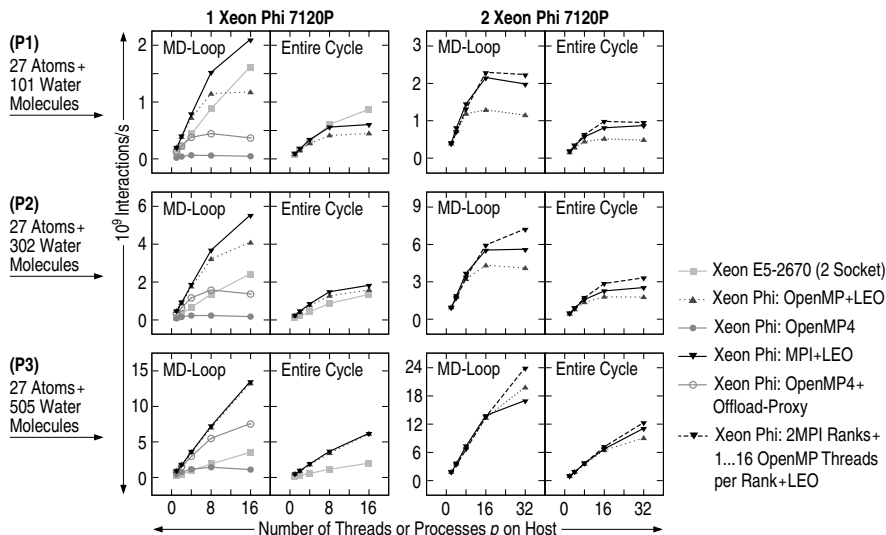 1 Xeon Phi 7120P
2 Xeon Phi 7120P
(P1)
27 Atoms+
101 Water
Molecules
(P2)
27 Atoms+
302 Water
Molecules
(P3)
27 Atoms+
505 Water
Molecules
10⁹ Interactions/s
MD-Loop
Entire Cycle
MD-Loop
Entire Cycle
2
1
0
3
2
1
0
MD-Loop
Entire Cycle
MD-Loop
Entire Cycle
6
4
2
0
8
6
4
2
0
MD-Loop
Entire Cycle
MD-Loop
Entire Cycle
15
10
5
0
24
18
12
6
0
0 8 16 0 8 16 0 16 32 0 16 32
Number of Threads or Processes p on Host
Xeon E5-2670 (2 Socket)
Xeon Phi: OpenMP+LEO
Xeon Phi: OpenMP4
Xeon Phi: MPI+LEO
Xeon Phi: OpenMP4+
Offload-Proxy
Xeon Phi: 2MPI Ranks+
1...16 OpenMP Threads
per Rank+LEO